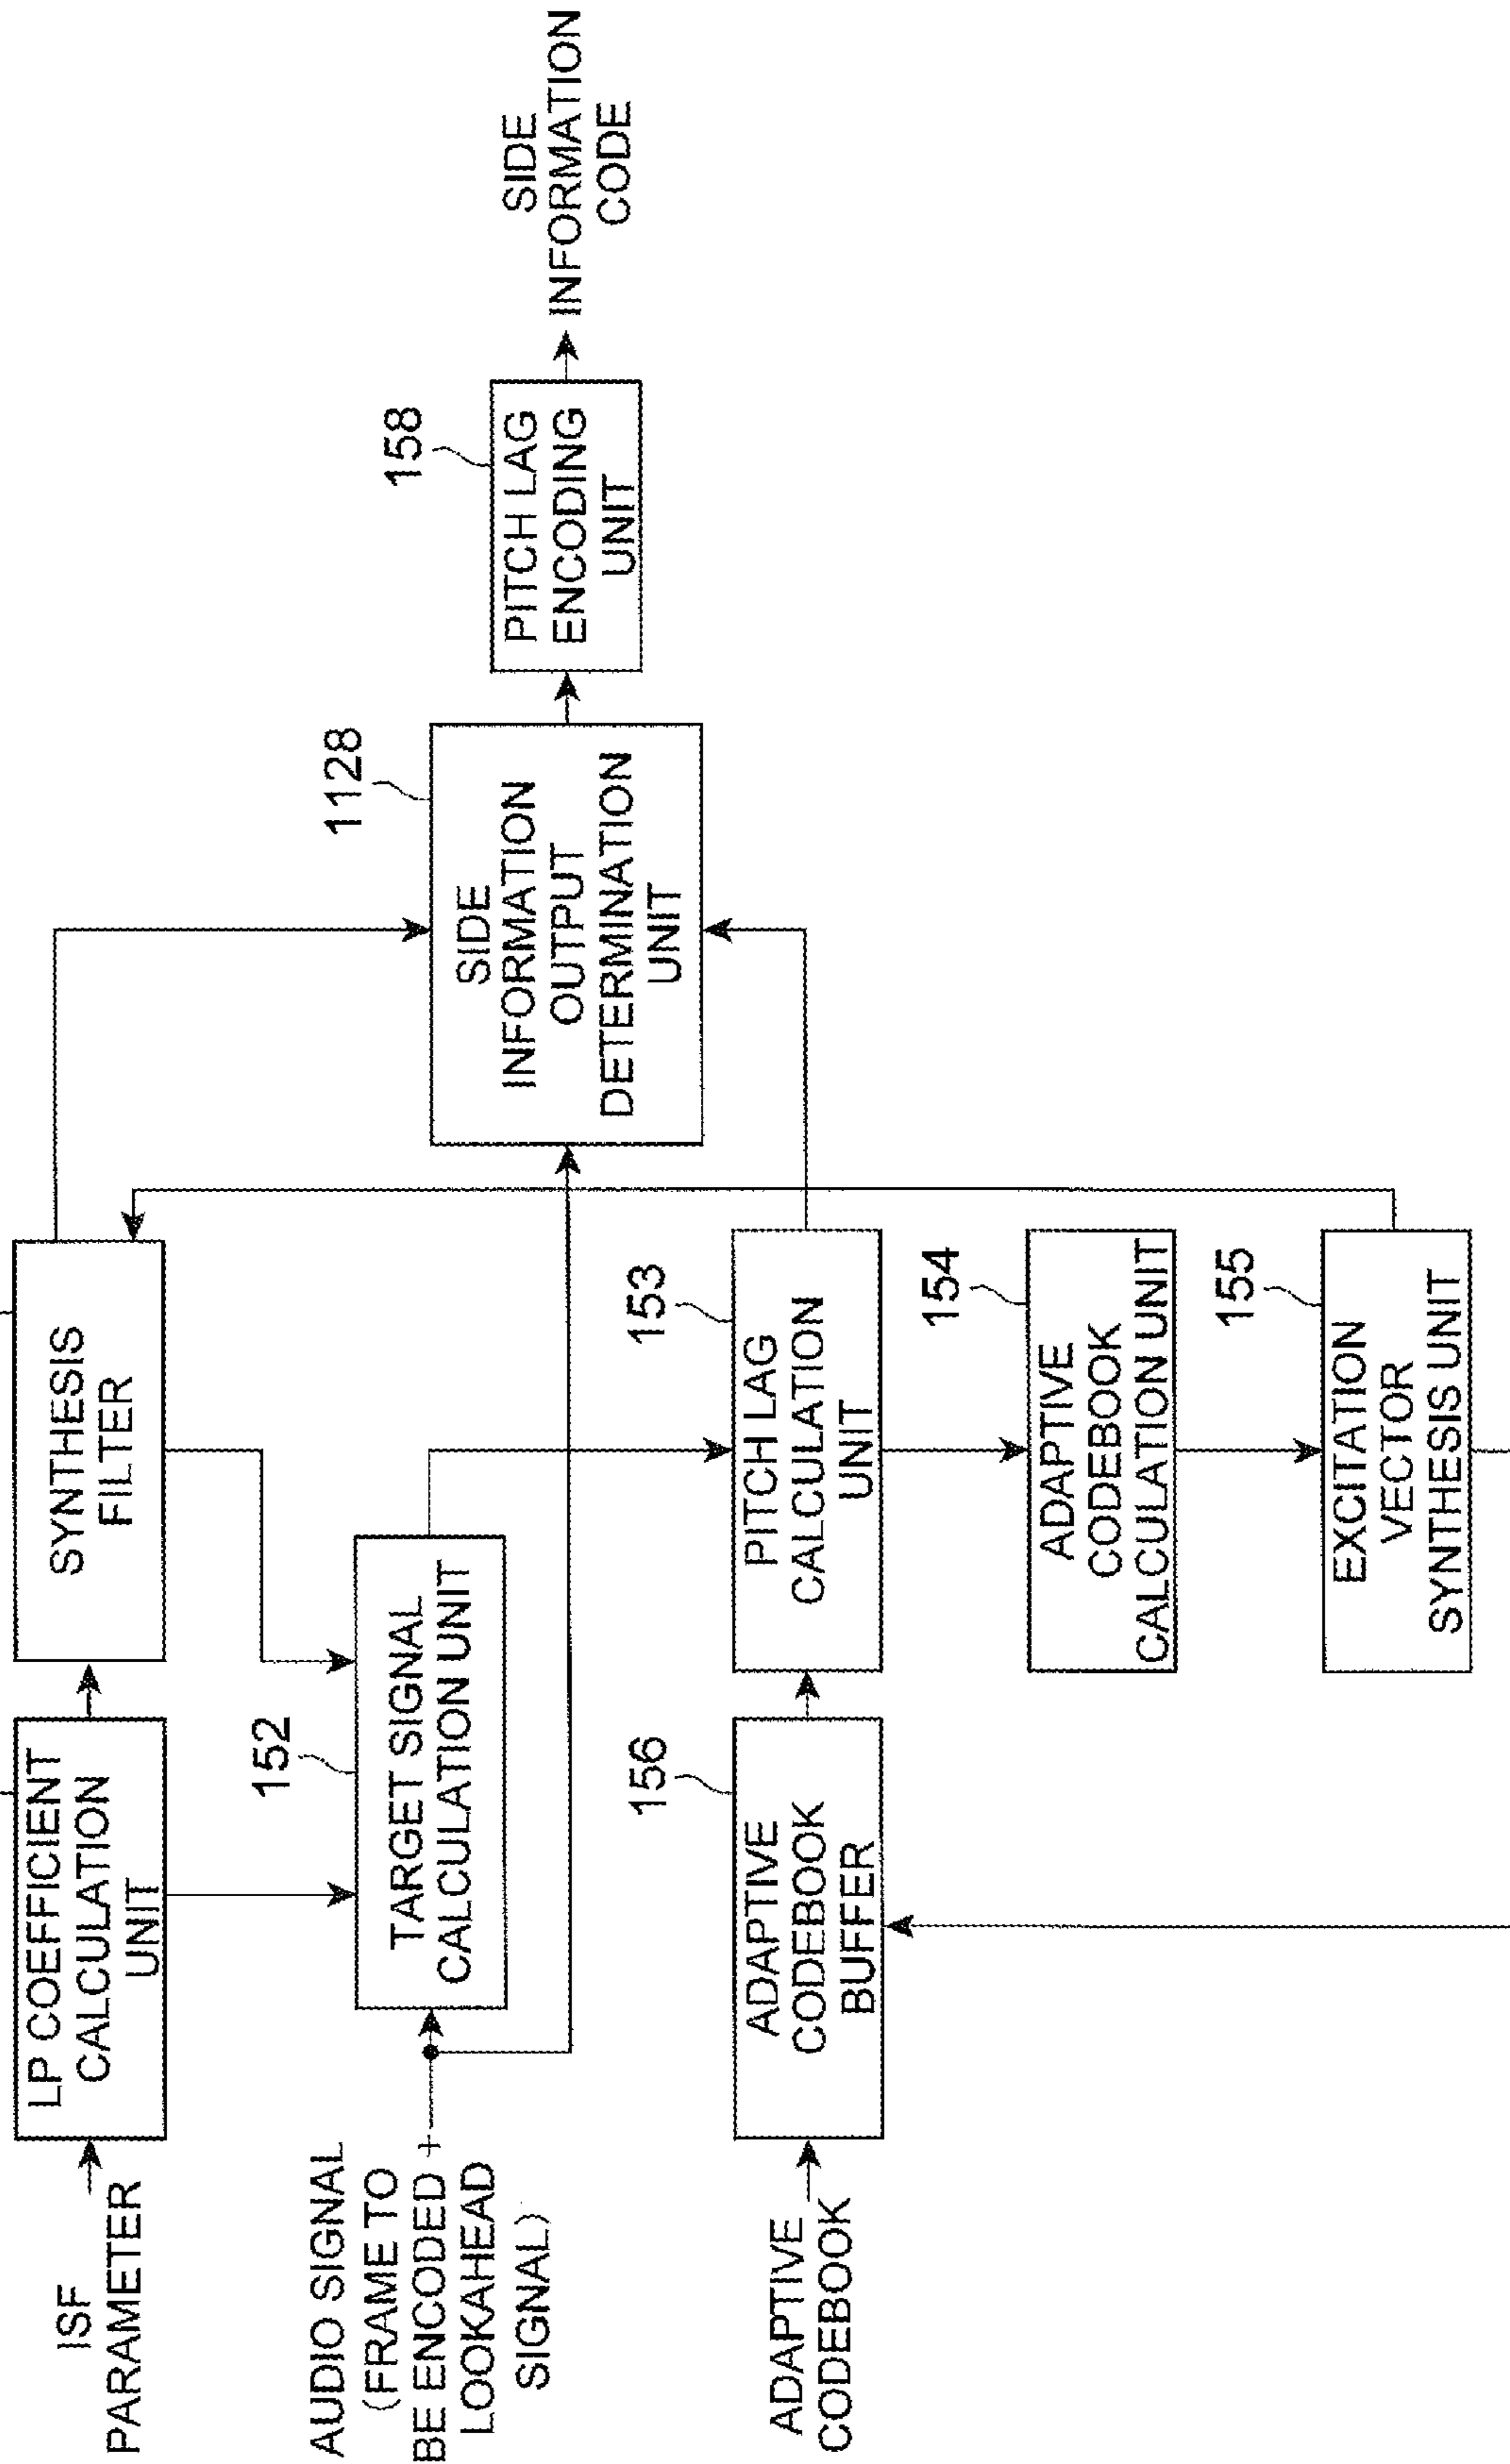 ISF
PARAMETER
LP COEFFICIENT
CALCULATION
UNIT
SYNTHESIS
FILTER
AUDIO SIGNAL
(FRAME TO
BE ENCODED +
LOOKAHEAD
SIGNAL)
152
TARGET SIGNAL
CALCULATION UNIT
1128
SIDE
INFORMATION
OUTPUT
DETERMINATION
UNIT
158
PITCH LAG
ENCODING
UNIT
SIDE
INFORMATION
CODE
ADAPTIVE
CODEBOOK
156
ADAPTIVE
CODEBOOK
BUFFER
153
PITCH LAG
CALCULATION
UNIT
154
ADAPTIVE
CODEBOOK
CALCULATION UNIT
155
EXCITATION
VECTOR
SYNTHESIS UNIT